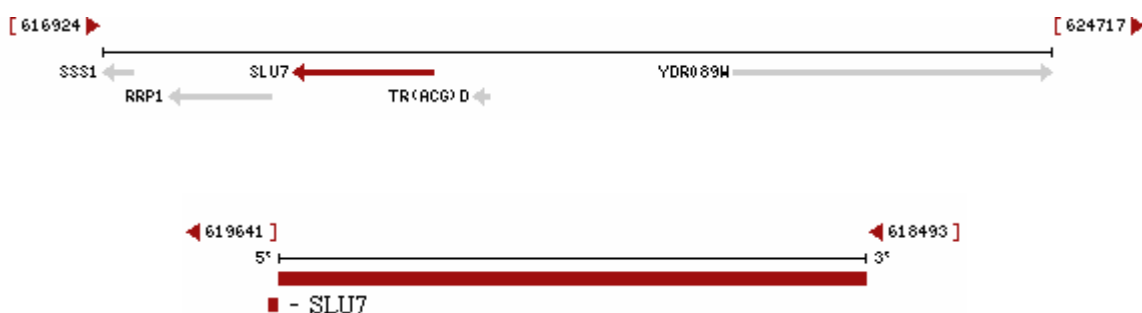 [ 616924 [ 624717
SSS1 SLU7 YDR089W
RRP1 TR(ACG)D
619641 ] 618493 ]
5' 3'
- SLU7